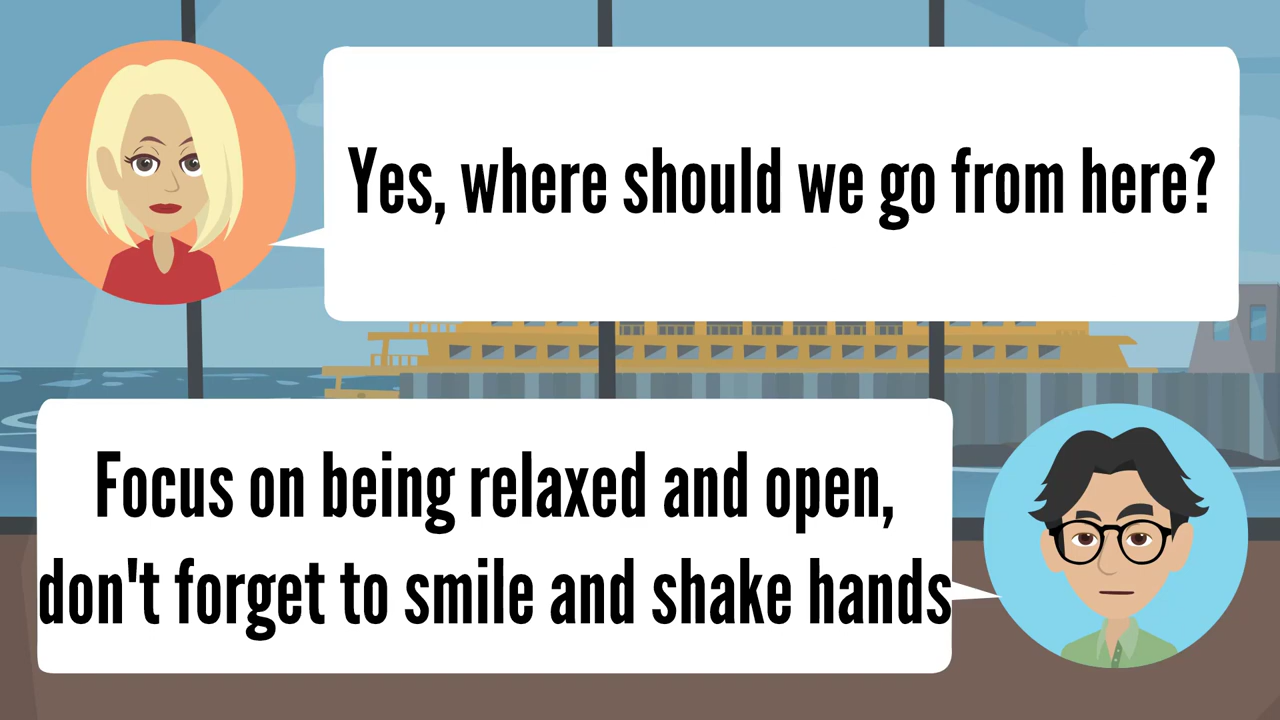 Yes, where should we go from here?
Focus on being relaxed and open,
don't forget to smile and shake hands